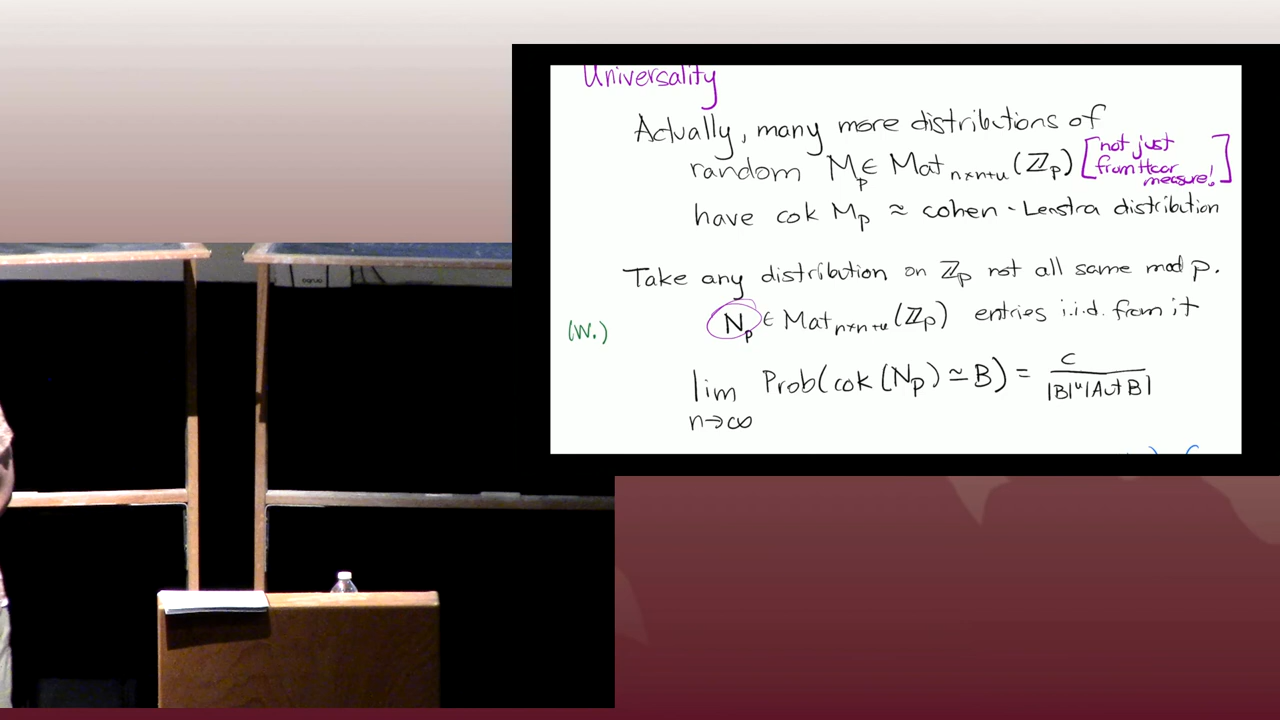 Universality
Actually, many more distributions of
random M_p ∈ Mat_{n×n+u}(ℤ_p) [not just from Haar measure!]
have cok M_p ≈ cohen-Lenstra distribution
Take any distribution on ℤ_p not all same mod p.
(W.) N_p ∈ Mat_{n×n+u}(ℤ_p) entries i.i.d. from it
lim_{n→∞} Prob(cok(N_p) ≃ B) = c / |B|^u |Aut B|